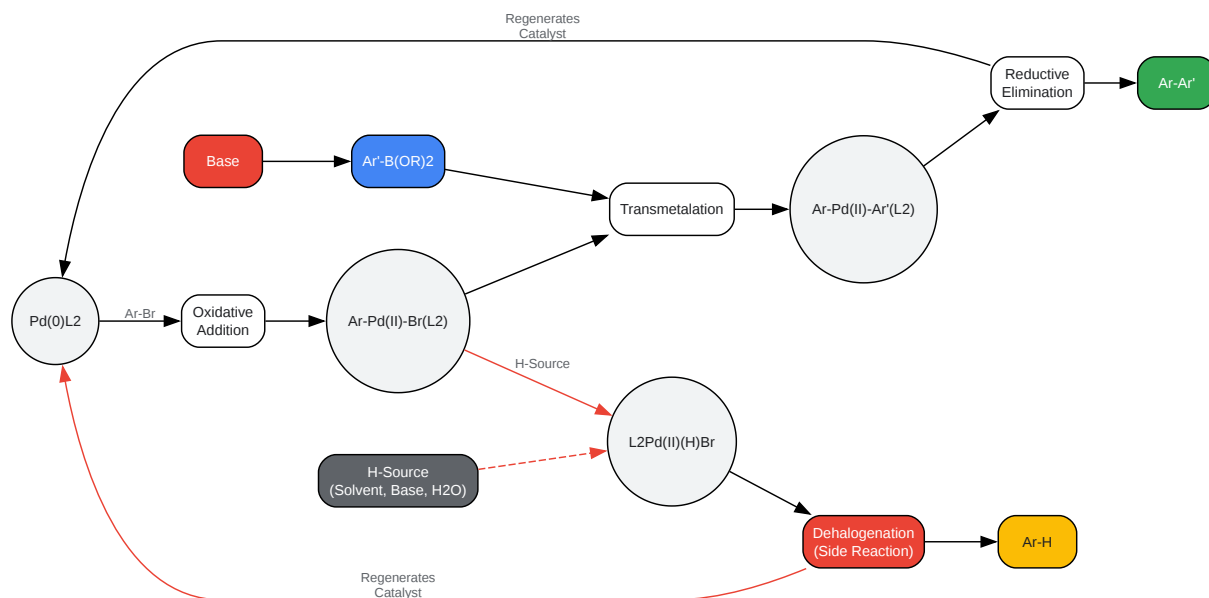 Regenerates
Catalyst
Reductive
Elimination
Ar-Ar'
Base
Ar'-B(OR)2
Transmetalation
Ar-Pd(II)-Ar'(L2)
Pd(0)L2
Ar-Br
Oxidative
Addition
Ar-Pd(II)-Br(L2)
H-Source
L2Pd(II)(H)Br
H-Source
(Solvent, Base, H2O)
Dehalogenation
(Side Reaction)
Ar-H
Regenerates
Catalyst